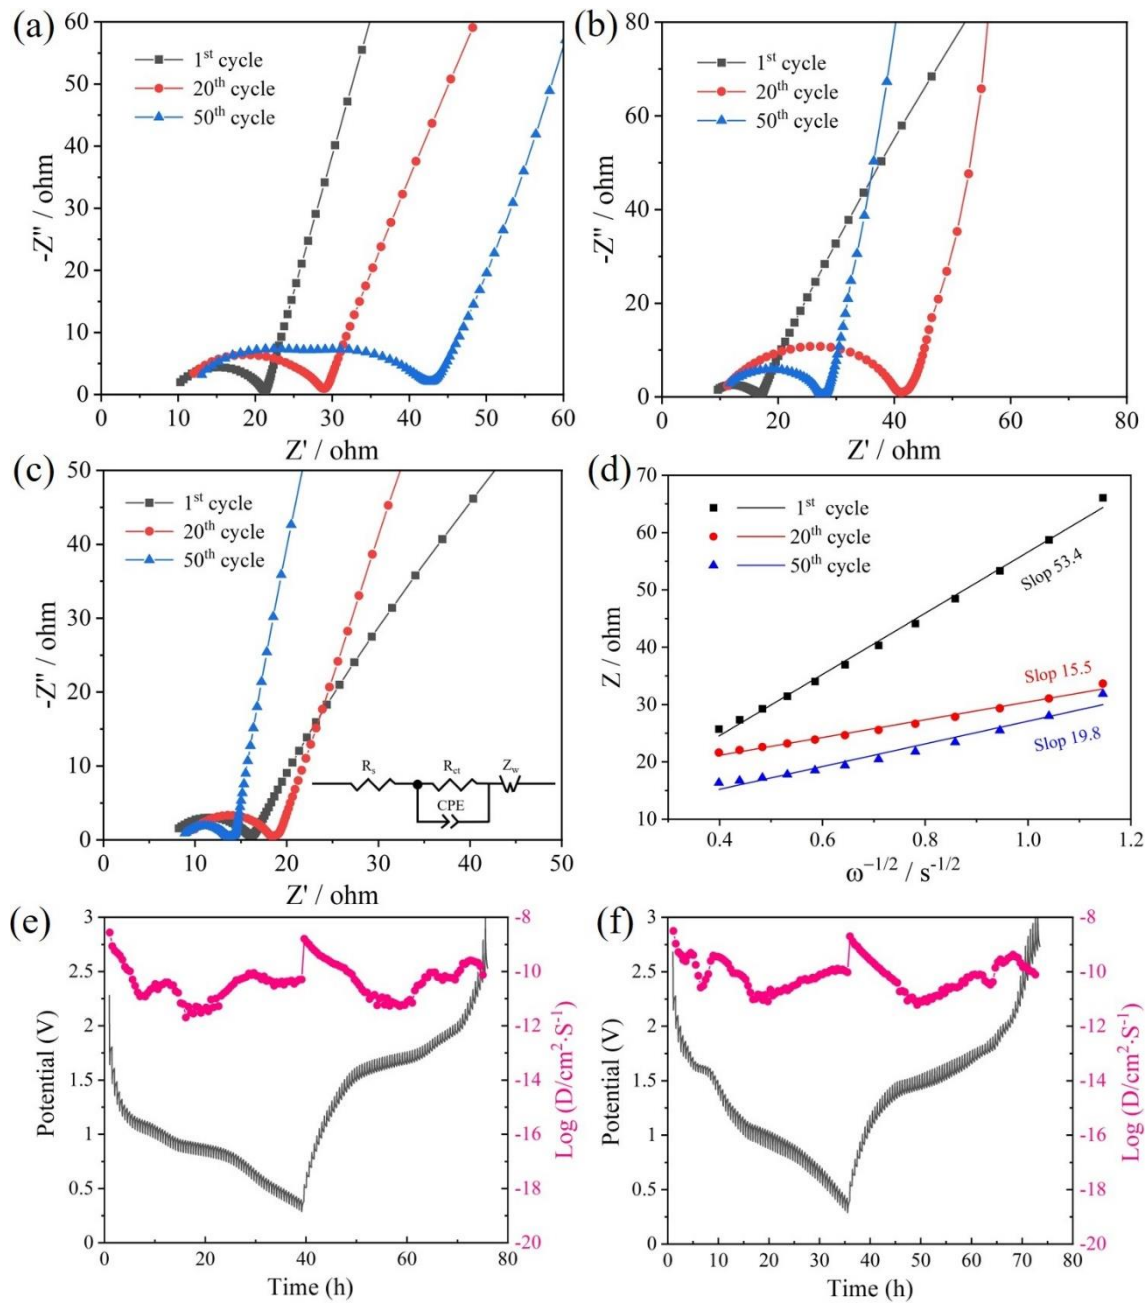 (a)
1st cycle
20th cycle
50th cycle
-Z" / ohm
60
50
40
30
20
10
0
0 10 20 30 40 50 60
Z' / ohm
(b)
1st cycle
20th cycle
50th cycle
-Z" / ohm
80
60
40
20
0
0 20 40 60 80
Z' / ohm
(c)
1st cycle
20th cycle
50th cycle
-Z" / ohm
50
40
30
20
10
0
Rs Rct Zw
CPE
0 10 20 30 40 50
Z' / ohm
(d)
1st cycle
20th cycle
50th cycle
Slop 53.4
Slop 15.5
Slop 19.8
Z / ohm
70
60
50
40
30
20
10
0.4 0.6 0.8 1.0 1.2
ω−1/2 / s-1/2
(e)
Potential (V)
3
2.5
2
1.5
1
0.5
0
0 20 40 60 80
Time (h)
-8
-10
-12
-14
-16
-18
-20
Log (D/cm²·S-1)
(f)
Potential (V)
3
2.5
2
1.5
1
0.5
0
0 10 20 30 40 50 60 70 80
Time (h)
-8
-10
-12
-14
-16
-18
-20
Log (D/cm²·S-1)